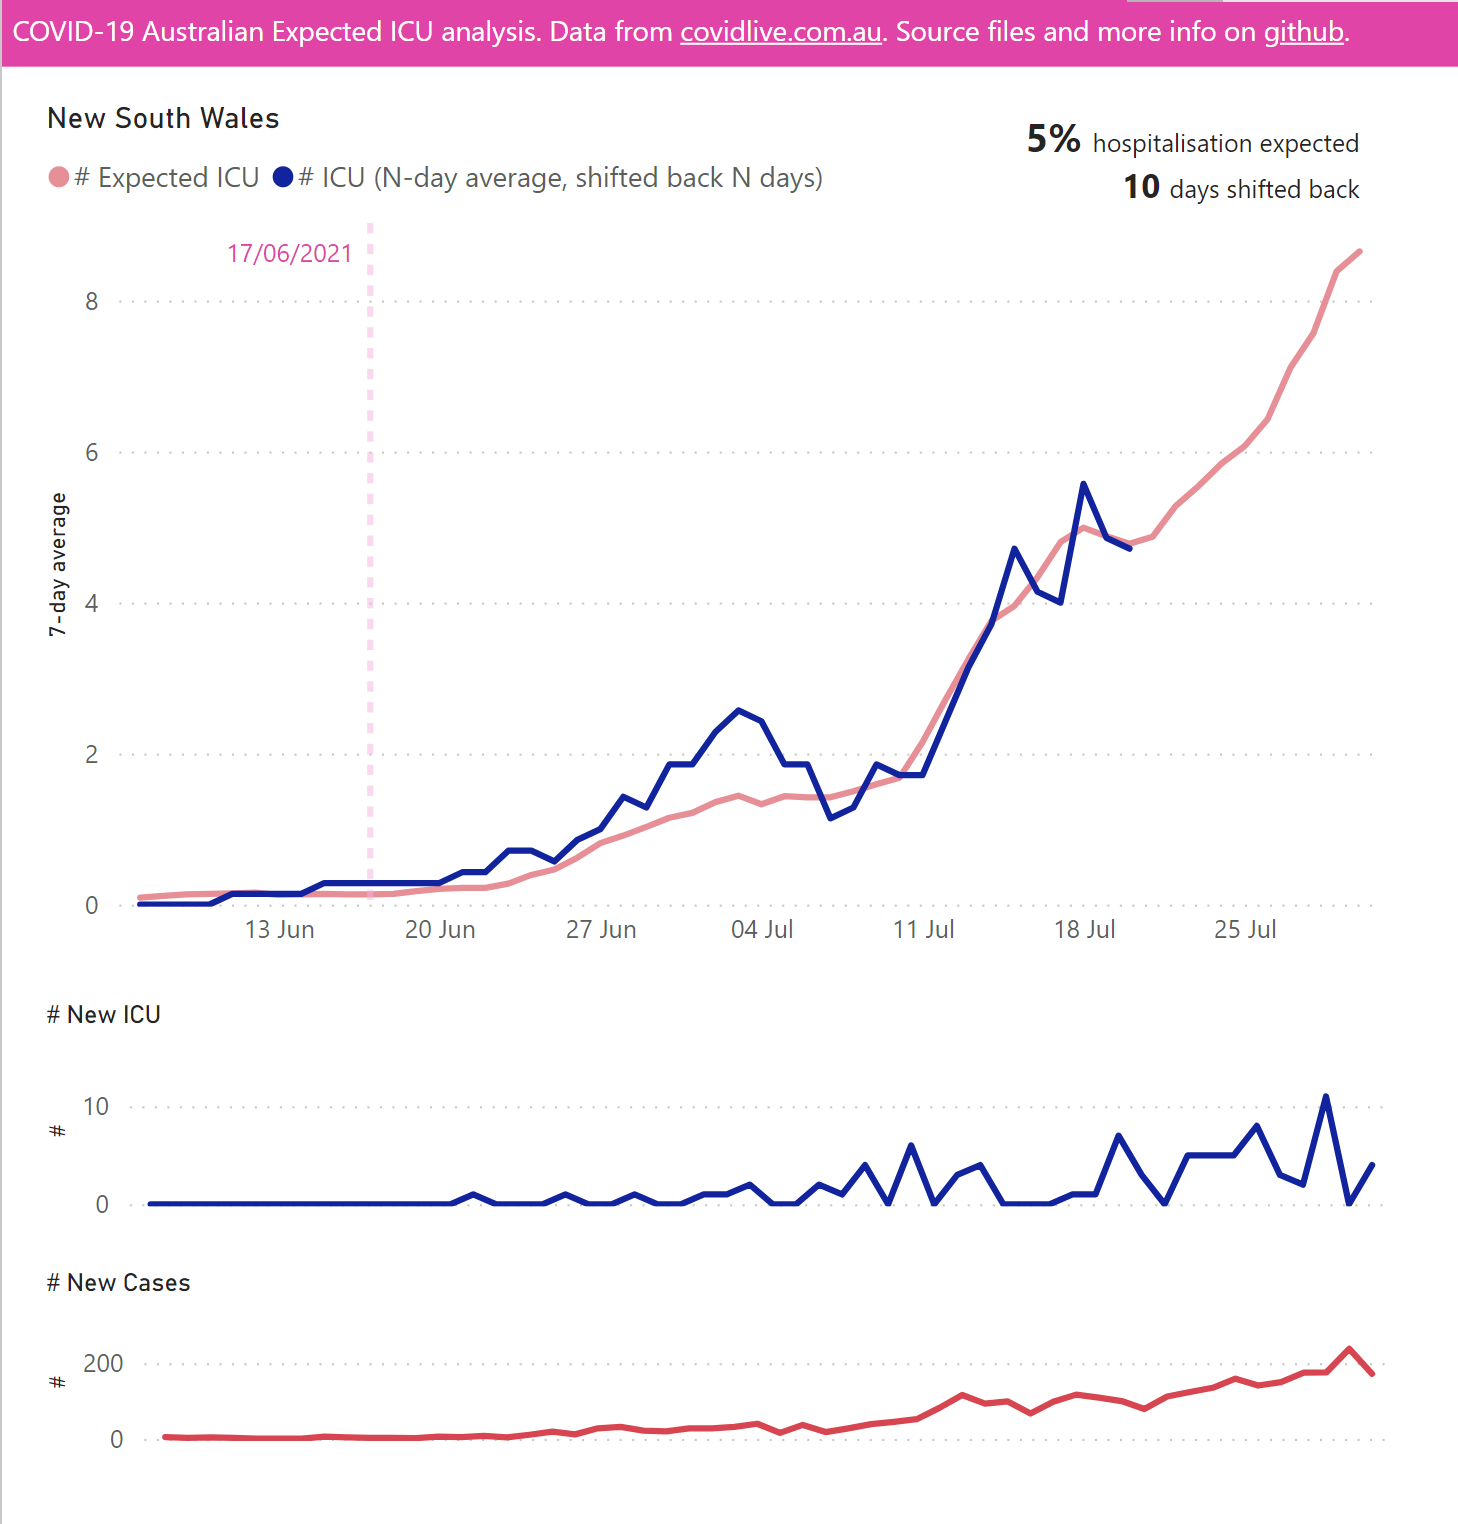 COVID-19 Australian Expected ICU analysis. Data from covidlive.com.au. Source files and more info on github.
New South Wales
5% hospitalisation expected
# Expected ICU # ICU (N-day average, shifted back N days)
10 days shifted back
17/06/2021
8
6
7-day average
4
2
0
13 Jun 20 Jun 27 Jun 04 Jul 11 Jul 18 Jul 25 Jul
# New ICU
10
#
0
# New Cases
200
#
0